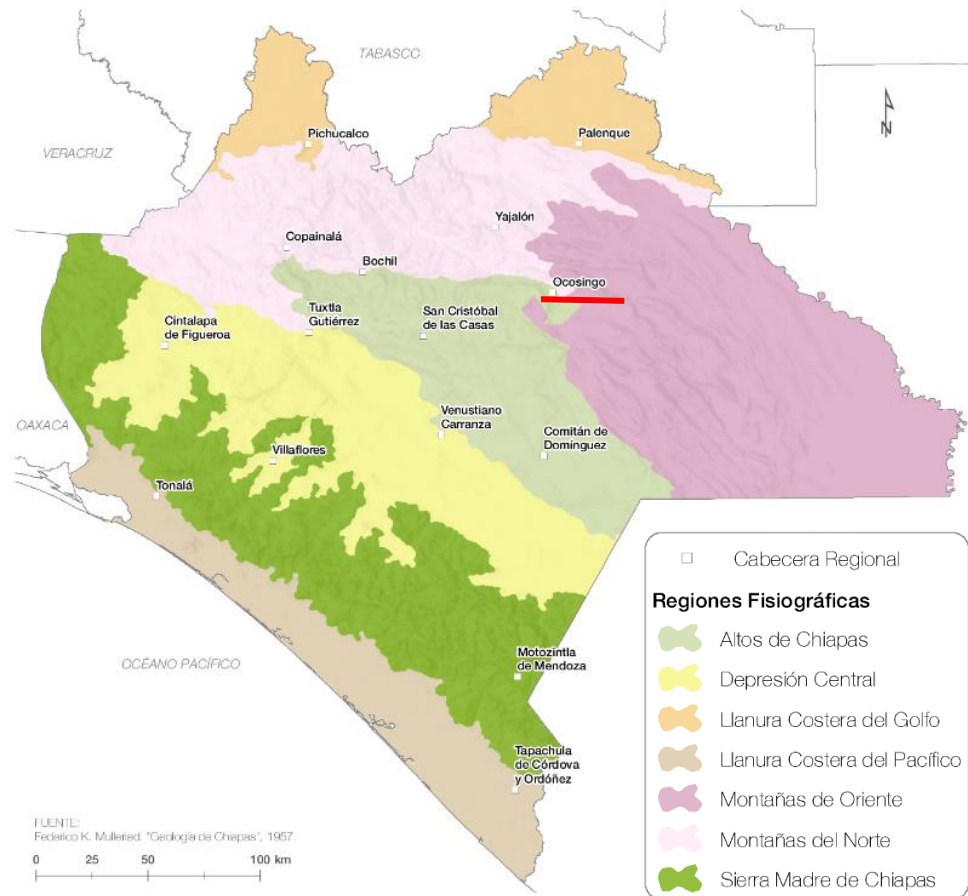 TABASCO
VERACRUZ
Pichucalco
Palenque
N
Yajalón
Copainalá
Bochil
Ocosingo
Tuxtla
Gutiérrez
San Cristóbal
de las Casas
Cintalapa
de Figueroa
OAXACA
Venustiano
Carranza
Comitán de
Domínguez
Villaflores
Tonalá
OCÉANO PACÍFICO
Motozintla
de Mendoza
Tapachula
de Córdova
y Ordóñez
Cabecera Regional
Regiones Fisiográficas
Altos de Chiapas
Depresión Central
Llanura Costera del Golfo
Llanura Costera del Pacífico
Montañas de Oriente
Montañas del Norte
Sierra Madre de Chiapas
FUENTE:
Federico K. Mullerried. "Geología de Chiapas", 1957.
0 25 50 100 km